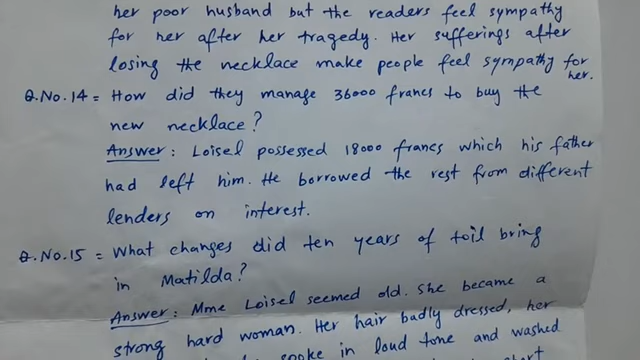 her poor husband but the readers feel sympathy
for her after her tragedy. Her sufferings after
losing the necklace make people feel sympathy for her.
Q.No.14 = How did they manage 36000 francs to buy the
new necklace?
Answer: Loisel possessed 18000 francs which his father
had left him. He borrowed the rest from different
lenders on interest.
Q.No.15 = What changes did ten years of toil bring
in Matilda?
Answer: Mme Loisel seemed old. She became a
strong hard woman. Her hair badly dressed, her
spoke in loud tone and washed